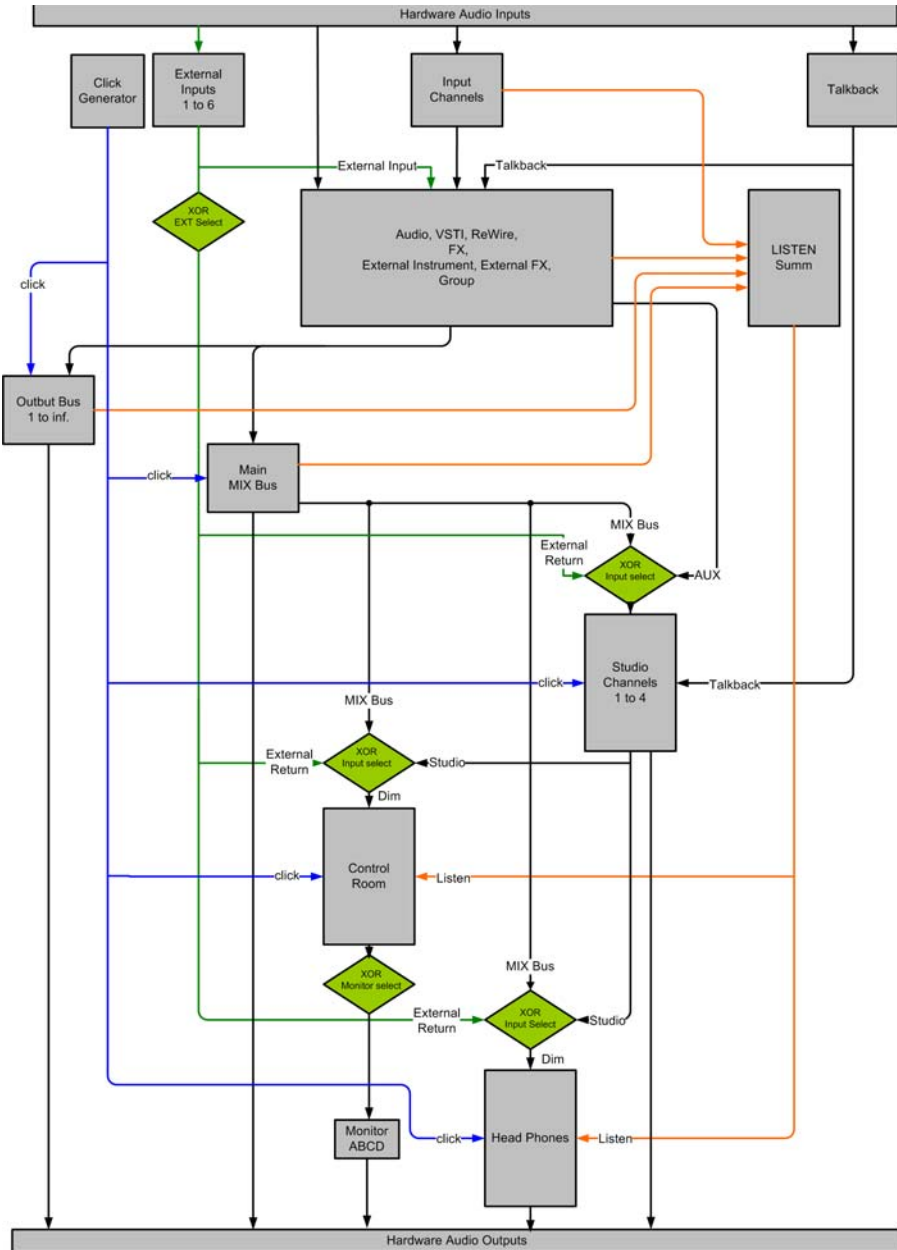 Hardware Audio Inputs
Click
Generator
External
Inputs
1 to 6
Input
Channels
Talkback
External Input
Talkback
XOR
EXT Select
Audio, VSTI, ReWire,
FX,
External Instrument, External FX,
Group
LISTEN
Summ
click
Outbut Bus
1 to inf.
Main
MIX Bus
click
MIX Bus
External
Return
XOR
Input select
AUX
Studio
Channels
1 to 4
click
Talkback
MIX Bus
External
Return
XOR
Input select
Studio
Dim
Control
Room
click
Listen
XOR
Monitor select
MIX Bus
External
Return
XOR
Input Select
Studio
Dim
Monitor
ABCD
click
Head Phones
Listen
Hardware Audio Outputs